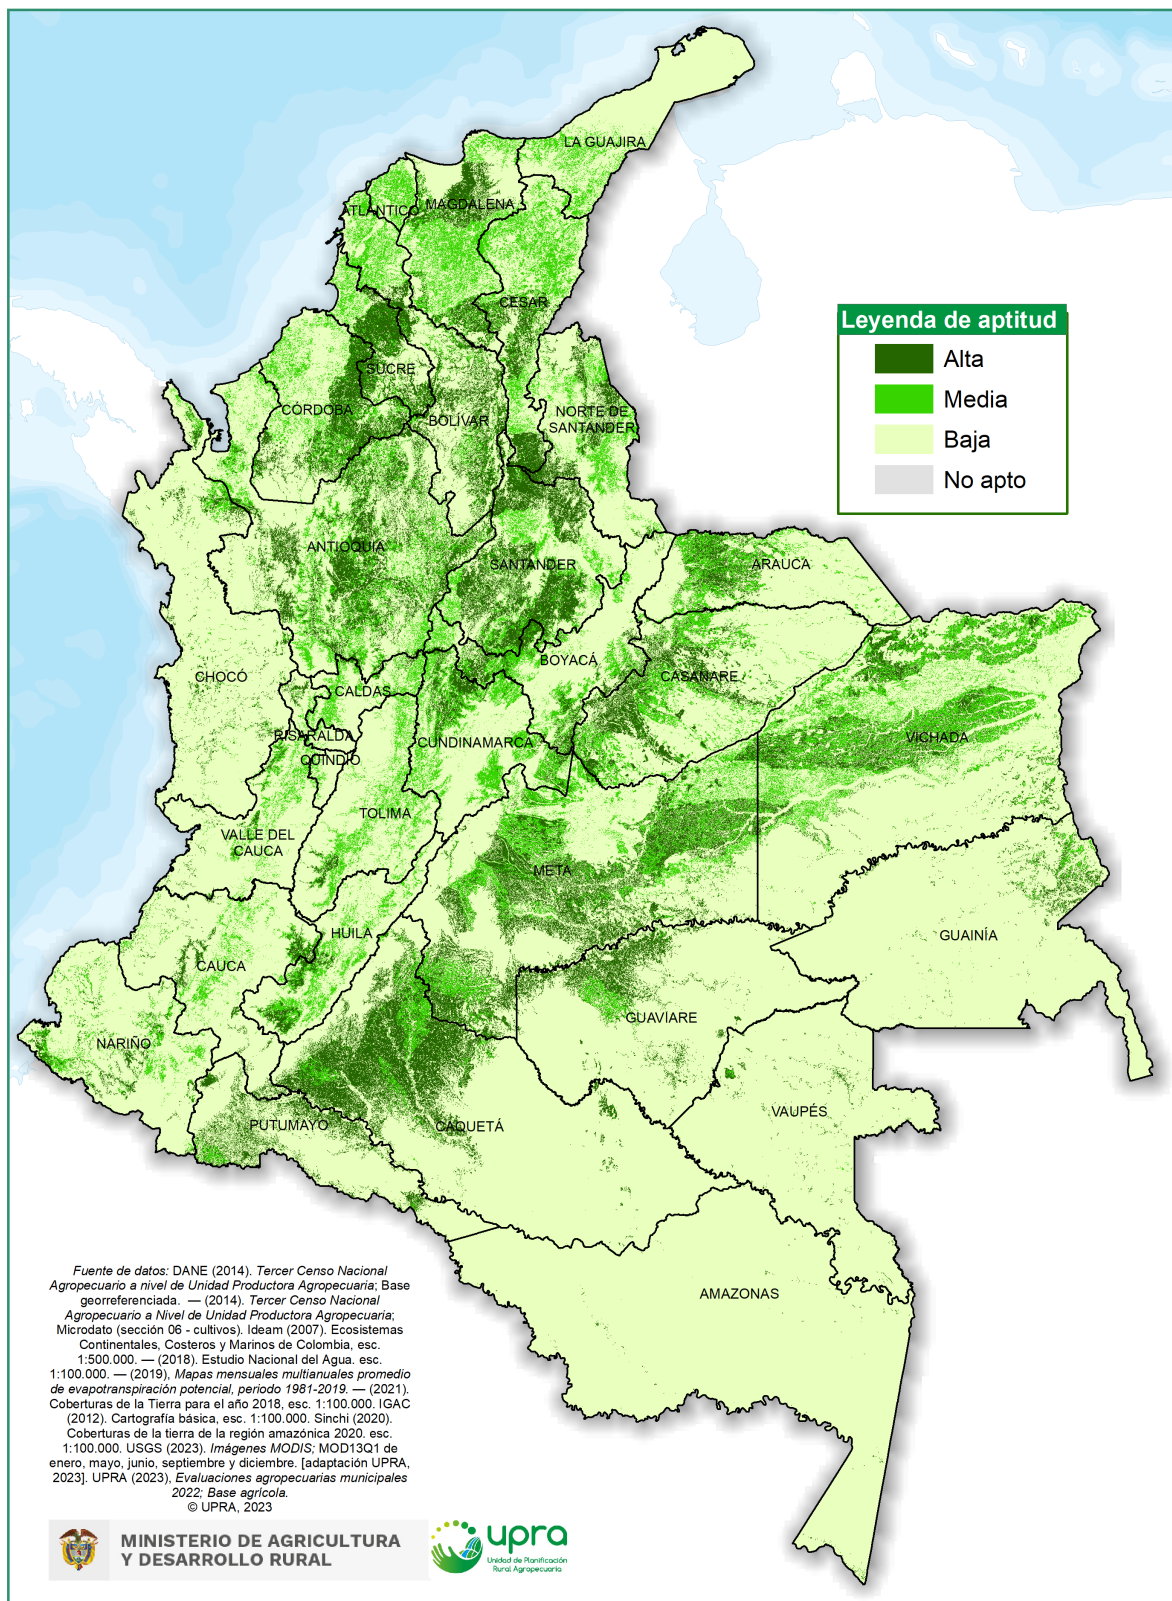 LA GUAJIRA
ATLÁNTICO
MAGDALENA
CESAR
Leyenda de aptitud
Alta
Media
Baja
No apto
SUCRE
CÓRDOBA
BOLÍVAR
NORTE DE
SANTANDER
ANTIOQUIA
SANTANDER
ARAUCA
BOYACÁ
CHOCÓ
CALDAS
CASANARE
RISARALDA
QUINDIO
CUNDINAMARCA
VICHADA
TOLIMA
VALLE DEL
CAUCA
META
HUILA
CAUCA
GUAINÍA
GUAVIARE
NARIÑO
PUTUMAYO
CAQUETÁ
VAUPÉS
AMAZONAS
Fuente de datos: DANE (2014). Tercer Censo Nacional
Agropecuario a nivel de Unidad Productora Agropecuaria; Base
georreferenciada. — (2014). Tercer Censo Nacional
Agropecuario a Nivel de Unidad Productora Agropecuaria;
Microdato (sección 06 - cultivos). Ideam (2007). Ecosistemas
Continentales, Costeros y Marinos de Colombia, esc.
1:500.000. — (2018). Estudio Nacional del Agua. esc.
1:100.000. — (2019), Mapas mensuales multianuales promedio
de evapotranspiración potencial, periodo 1981-2019. — (2021).
Coberturas de la Tierra para el año 2018, esc. 1:100.000. IGAC
(2012). Cartografía básica, esc. 1:100.000. Sinchi (2020).
Coberturas de la tierra de la región amazónica 2020. esc.
1:100.000. USGS (2023). Imágenes MODIS; MOD13Q1 de
enero, mayo, junio, septiembre y diciembre. [adaptación UPRA,
2023]. UPRA (2023), Evaluaciones agropecuarias municipales
2022; Base agrícola.
© UPRA, 2023
MINISTERIO DE AGRICULTURA
Y DESARROLLO RURAL
upra
Unidad de Planificación
Rural Agropecuaria